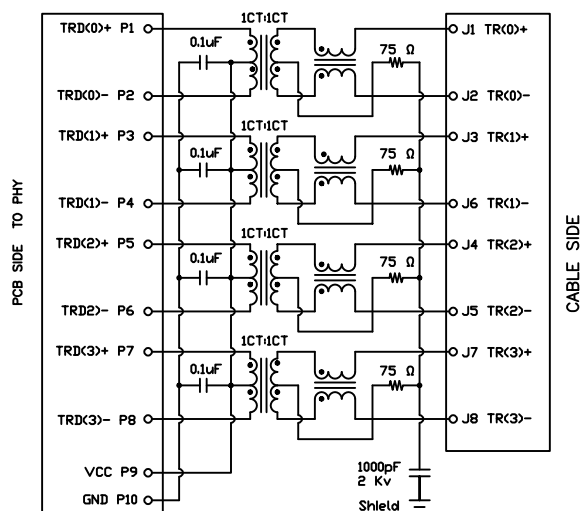 1CT:1CT
TRD(0)+ P1
0.1uF
75 Ω
J1 TR(0)+
TRD(0)- P2
J2 TR(0)-
1CT:1CT
TRD(1)+ P3
0.1uF
75 Ω
J3 TR(1)+
TRD(1)- P4
J6 TR(1)-
1CT:1CT
TRD(2)+ P5
0.1uF
75 Ω
J4 TR(2)+
TRD2)- P6
J5 TR(2)-
1CT:1CT
TRD(3)+ P7
0.1uF
75 Ω
J7 TR(3)+
TRD(3)- P8
J8 TR(3)-
VCC P9
GND P10
1000pF
2 Kv
Shield
PCB SIDE TO PHY
CABLE SIDE